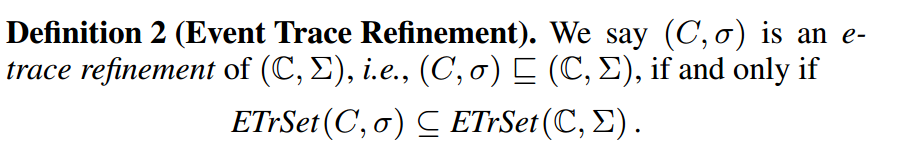 Definition 2 (Event Trace Refinement). We say (C, σ) is an e-
trace refinement of (ℂ, Σ), i.e., (C, σ) ⊑ (ℂ, Σ), if and only if
ETrSet(C, σ) ⊆ ETrSet(ℂ, Σ) .